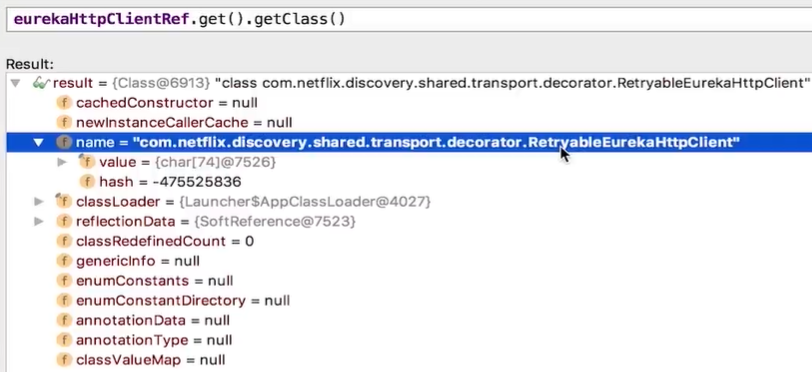 eurekaHttpClientRef.get().getClass()
Result:
result = {Class@6913} "class com.netflix.discovery.shared.transport.decorator.RetryableEurekaHttpClient"
f cachedConstructor = null
f newInstanceCallerCache = null
f name = "com.netflix.discovery.shared.transport.decorator.RetryableEurekaHttpClient"
f value = {char[74]@7526}
f hash = -475525836
f classLoader = {Launcher$AppClassLoader@4027}
f reflectionData = {SoftReference@7523}
f classRedefinedCount = 0
f genericInfo = null
f enumConstants = null
f enumConstantDirectory = null
f annotationData = null
f annotationType = null
f classValueMap = null